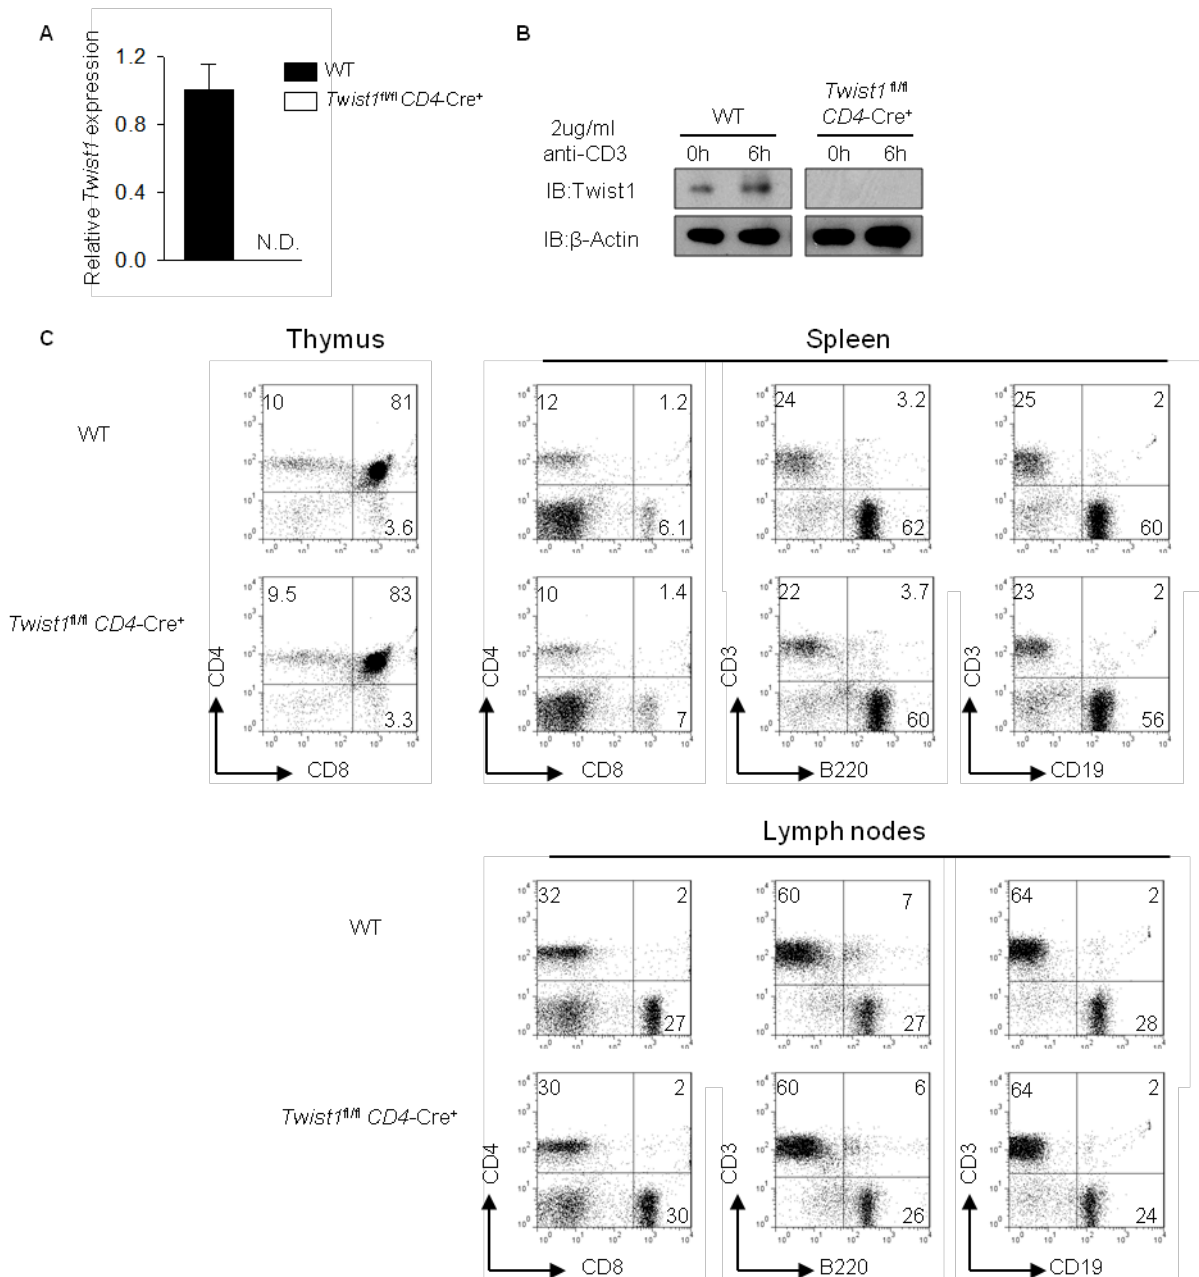 A
Relative Twist1 expression
1.2
0.8
0.4
0.0
N.D.
WT
Twist1fl/fl CD4-Cre+
B
2ug/ml
anti-CD3
WT
Twist1 fl/fl
CD4-Cre+
0h 6h 0h 6h
IB:Twist1
IB:β-Actin
C
Thymus
Spleen
WT
10 81
3.6
12 1.2
6.1
24 3.2
62
25 2
60
Twist1fl/fl CD4-Cre+
9.5 83
3.3
10 1.4
7
22 3.7
60
23 2
56
CD4
CD8
CD4
CD8
CD3
B220
CD3
CD19
Lymph nodes
WT
32 2
27
60 7
27
64 2
28
Twist1fl/fl CD4-Cre+
30 2
30
60 6
26
64 2
24
CD4
CD8
CD3
B220
CD3
CD19